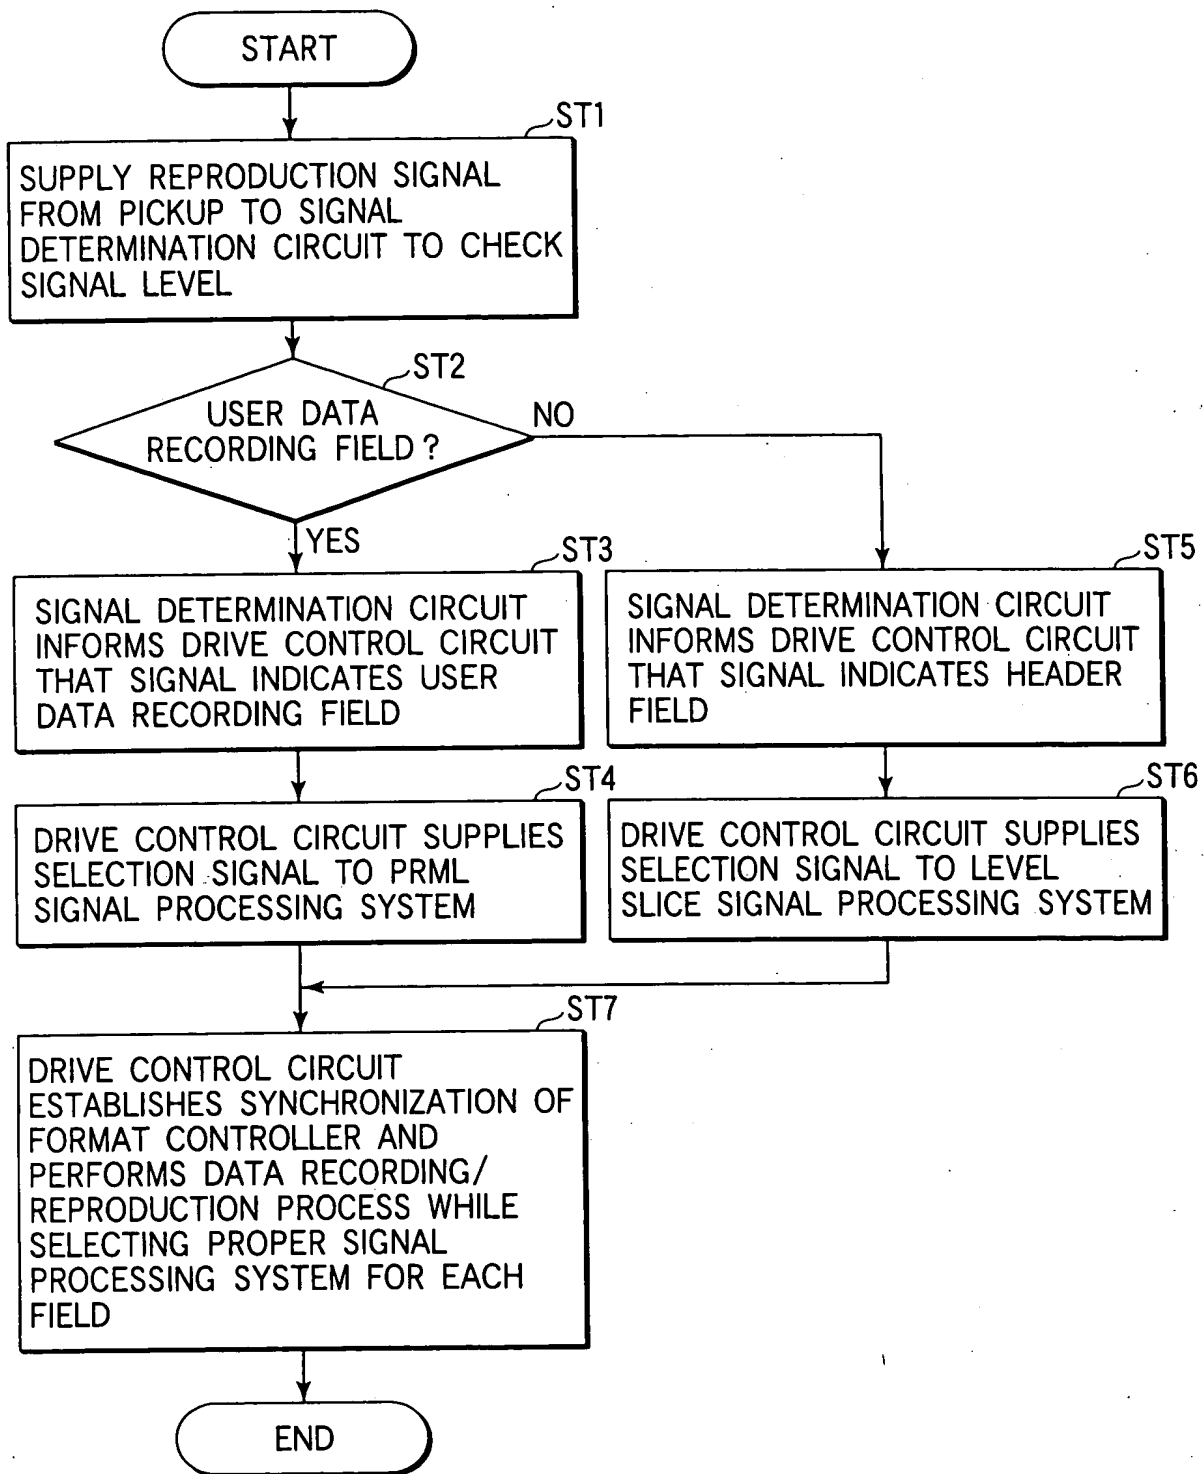 START
ST1
SUPPLY REPRODUCTION SIGNAL
FROM PICKUP TO SIGNAL
DETERMINATION CIRCUIT TO CHECK
SIGNAL LEVEL
ST2
USER DATA
RECORDING FIELD ?
NO
YES
ST3
SIGNAL DETERMINATION CIRCUIT
INFORMS DRIVE CONTROL CIRCUIT
THAT SIGNAL INDICATES USER
DATA RECORDING FIELD
ST5
SIGNAL DETERMINATION CIRCUIT
INFORMS DRIVE CONTROL CIRCUIT
THAT SIGNAL INDICATES HEADER
FIELD
ST4
DRIVE CONTROL CIRCUIT SUPPLIES
SELECTION SIGNAL TO PRML
SIGNAL PROCESSING SYSTEM
ST6
DRIVE CONTROL CIRCUIT SUPPLIES
SELECTION SIGNAL TO LEVEL
SLICE SIGNAL PROCESSING SYSTEM
ST7
DRIVE CONTROL CIRCUIT
ESTABLISHES SYNCHRONIZATION OF
FORMAT CONTROLLER AND
PERFORMS DATA RECORDING/
REPRODUCTION PROCESS WHILE
SELECTING PROPER SIGNAL
PROCESSING SYSTEM FOR EACH
FIELD
END